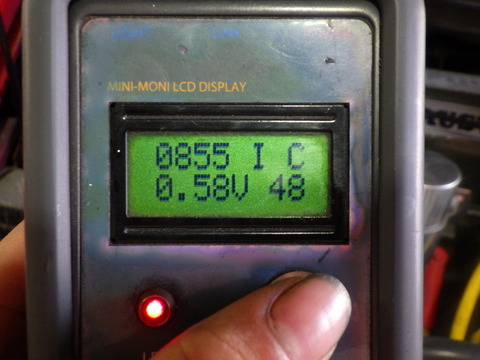 MINI-MONI LCD DISPLAY
0855 I C
0.58V 48